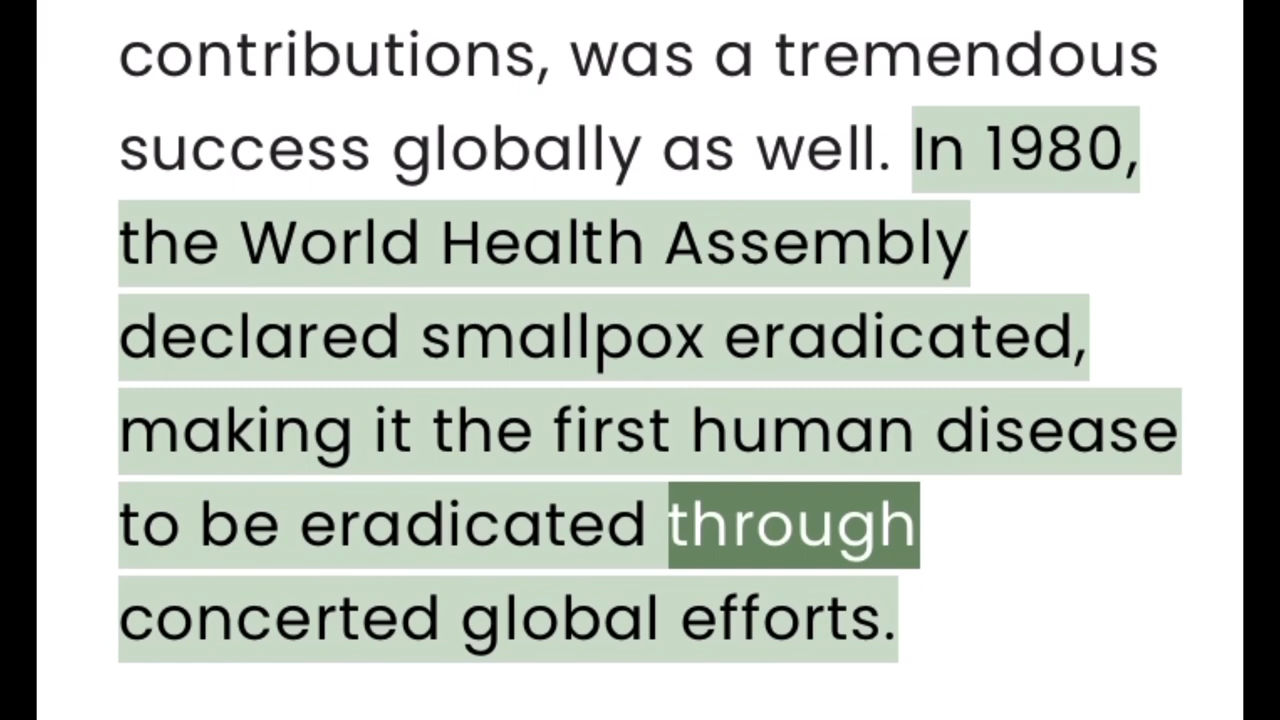 contributions, was a tremendous
success globally as well. In 1980,
the World Health Assembly
declared smallpox eradicated,
making it the first human disease
to be eradicated through
concerted global efforts.